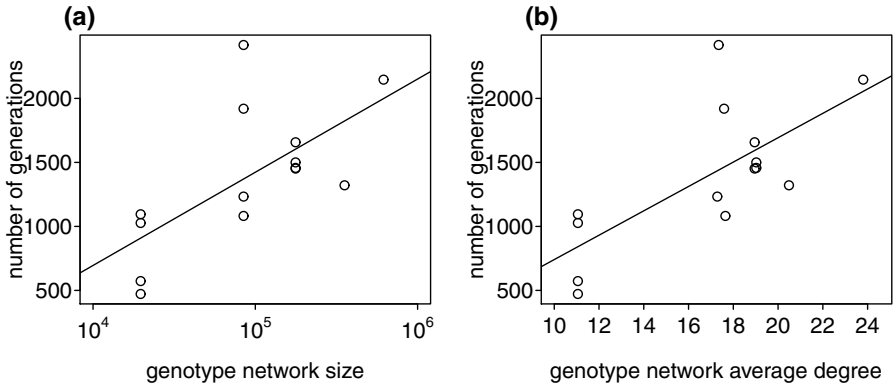 (a)
number of generations
2000
1500
1000
500
10^4 10^5 10^6
genotype network size
(b)
number of generations
2000
1500
1000
500
10 12 14 16 18 20 22 24
genotype network average degree